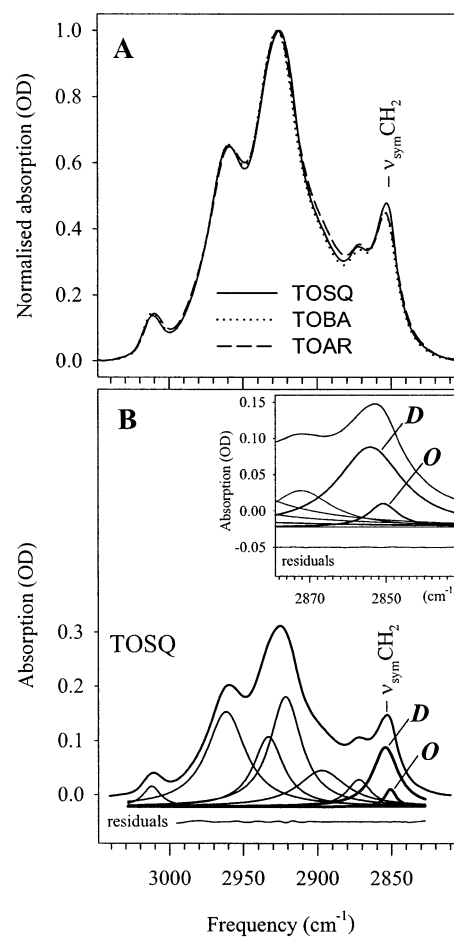 A
1.0
0.8
0.6
0.4
0.2
0.0
Normalised absorption (OD)
– νsymCH2
TOSQ
TOBA
TOAR
B
0.15
0.10
0.05
0.00
-0.05
Absorption (OD)
D
O
residuals
2870
2850
(cm-1)
0.3
0.2
0.1
0.0
Absorption (OD)
TOSQ
– νsymCH2
D
O
residuals
3000
2950
2900
2850
Frequency (cm-1)